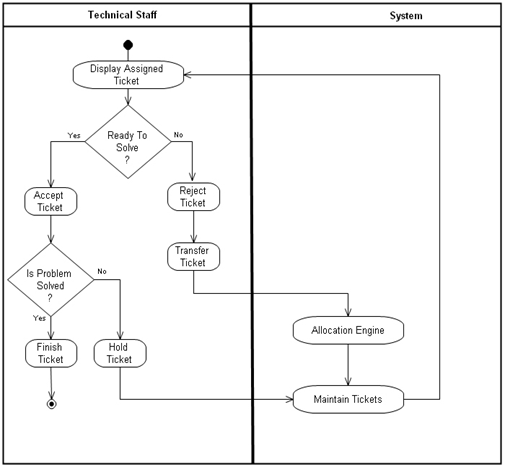 Technical Staff
System
Display Assigned
Ticket
Ready To
Solve
?
Yes
No
Accept
Ticket
Reject
Ticket
Transfer
Ticket
Is Problem
Solved
?
No
Yes
Allocation Engine
Finish
Ticket
Hold
Ticket
Maintain Tickets